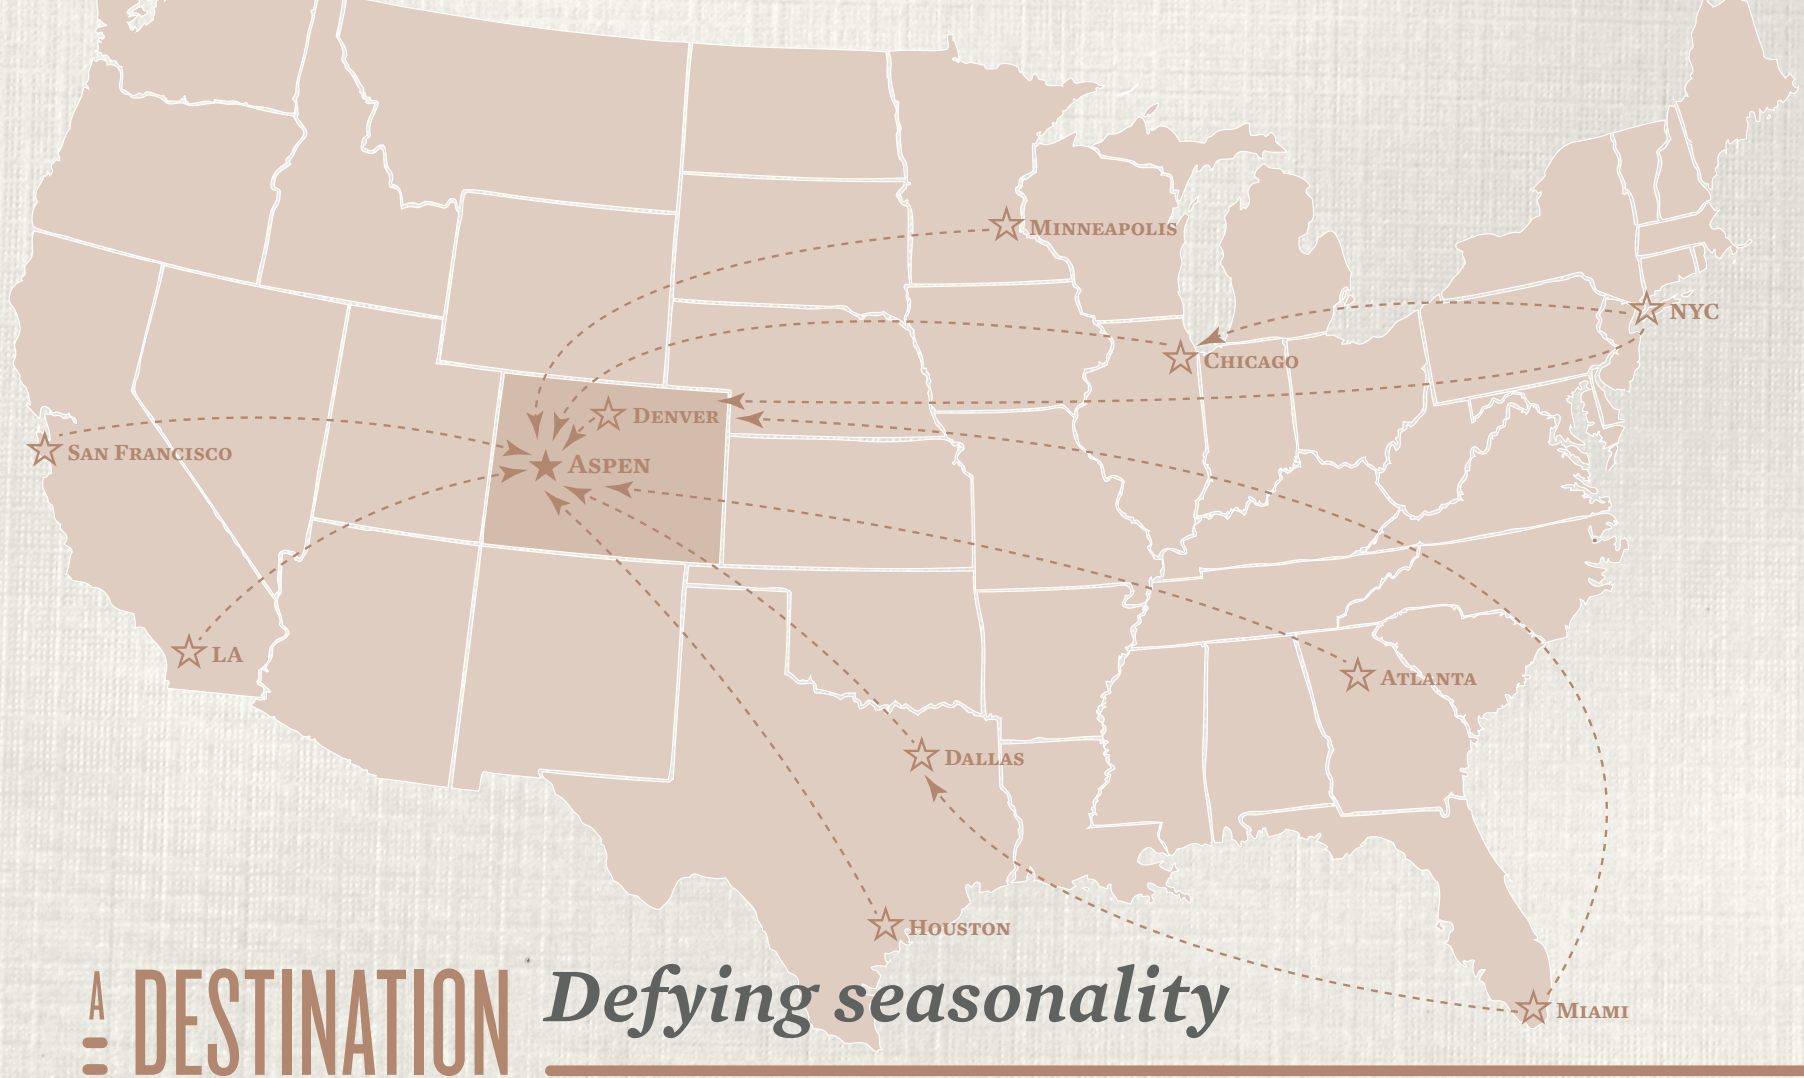 Minneapolis
NYC
Chicago
Denver
San Francisco
Aspen
LA
Atlanta
Dallas
Houston
Miami
A DESTINATION
Defying seasonality